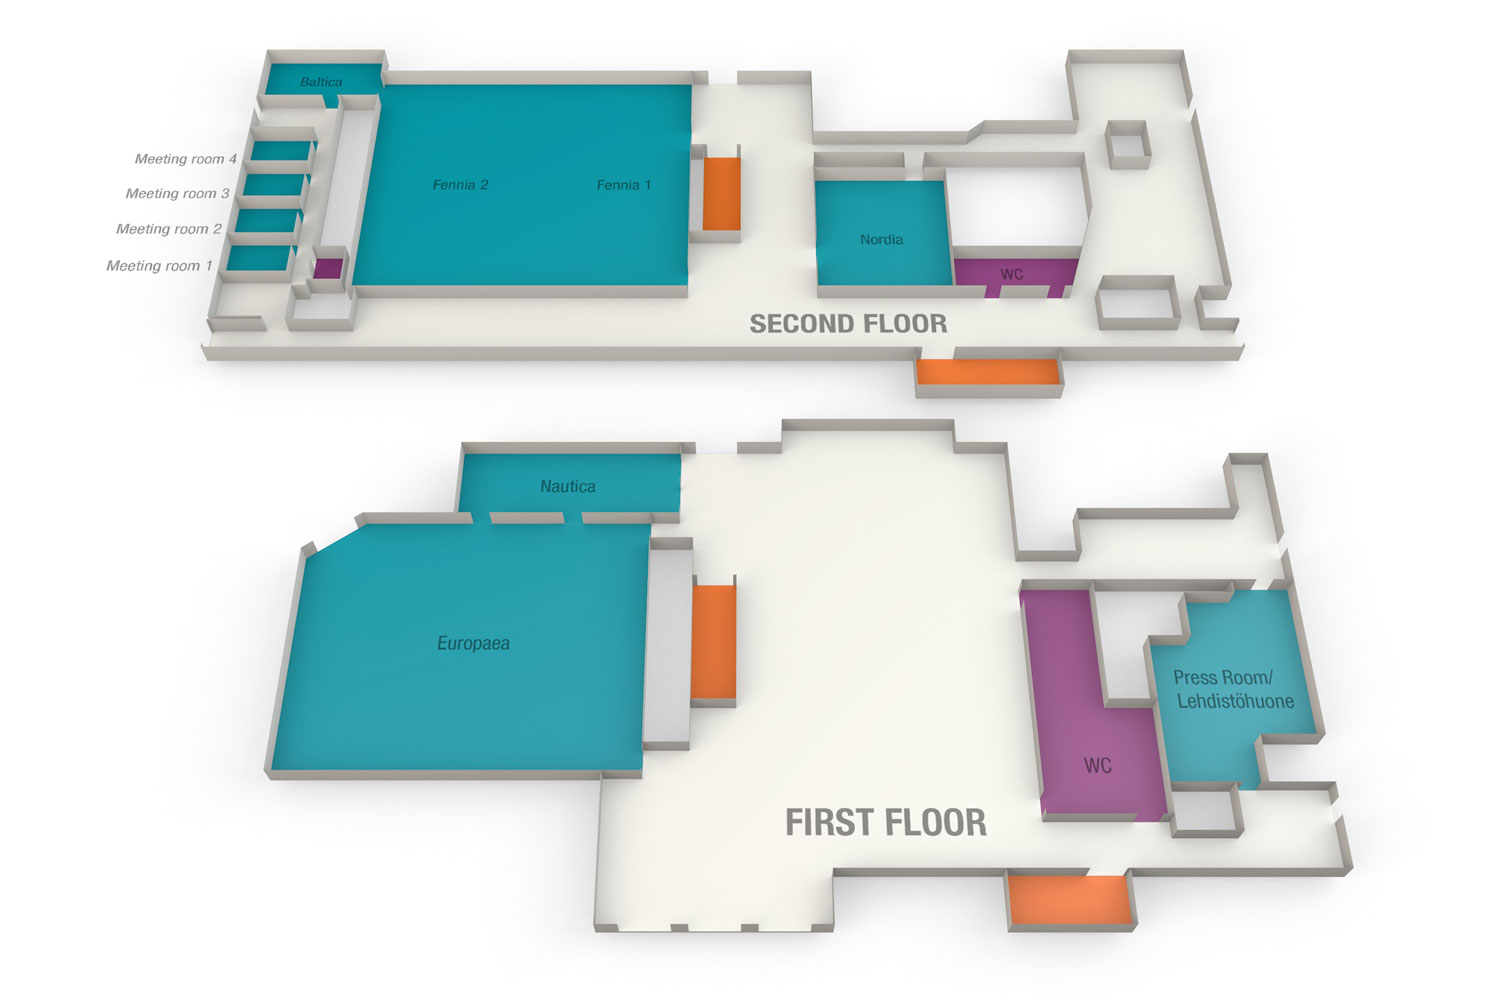 Baltica
Meeting room 4
Meeting room 3
Meeting room 2
Meeting room 1
Fennia 2
Fennia 1
Nordia
WC
SECOND FLOOR
Nautica
Europaea
Press Room/
Lehdistöhuone
WC
FIRST FLOOR